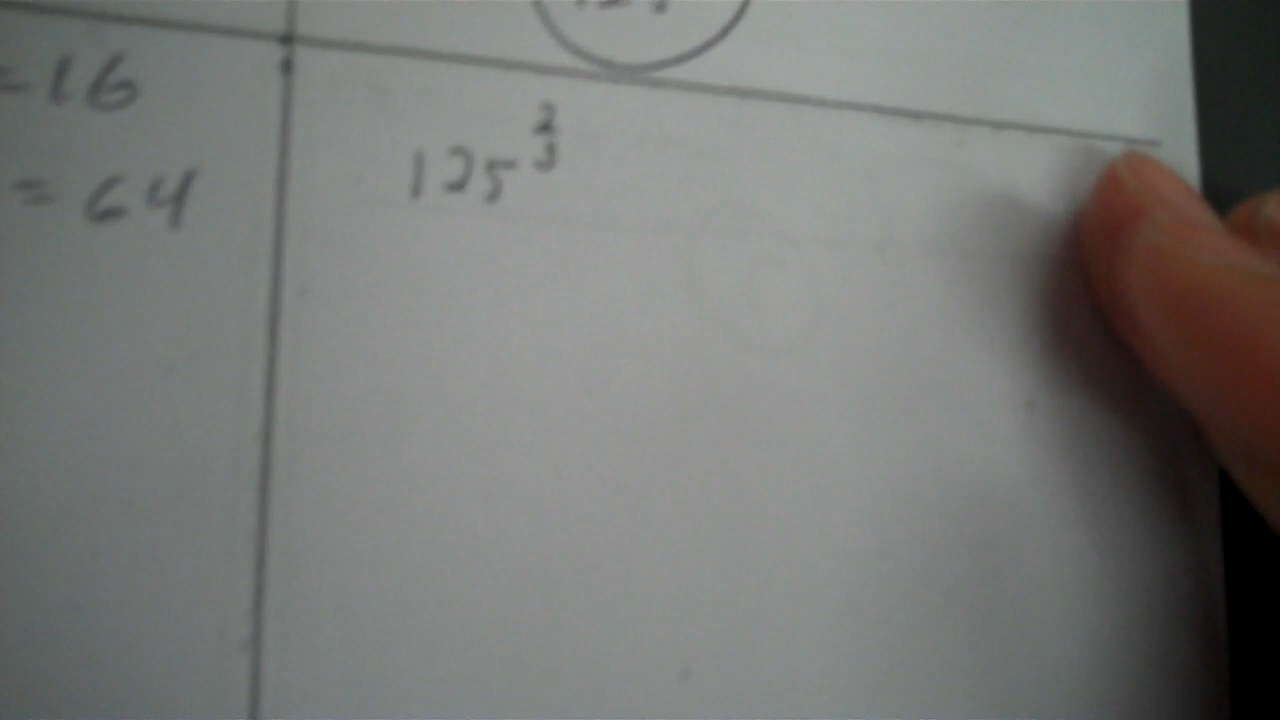 =16
= 64
125^(2/3)